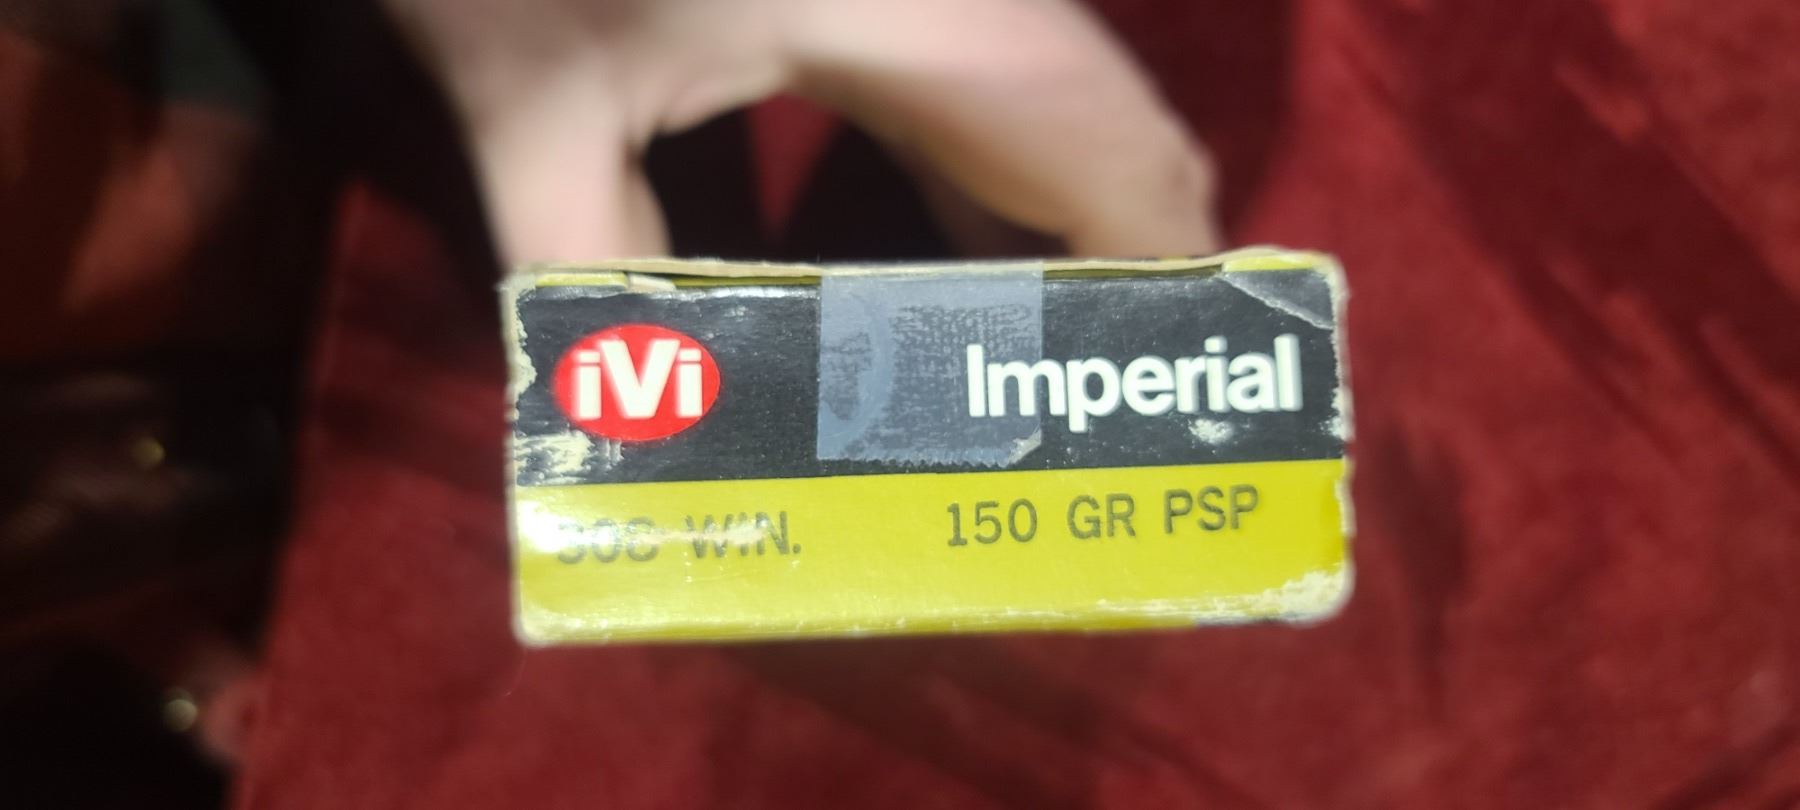 iVi
Imperial
308 WIN.
150 GR PSP